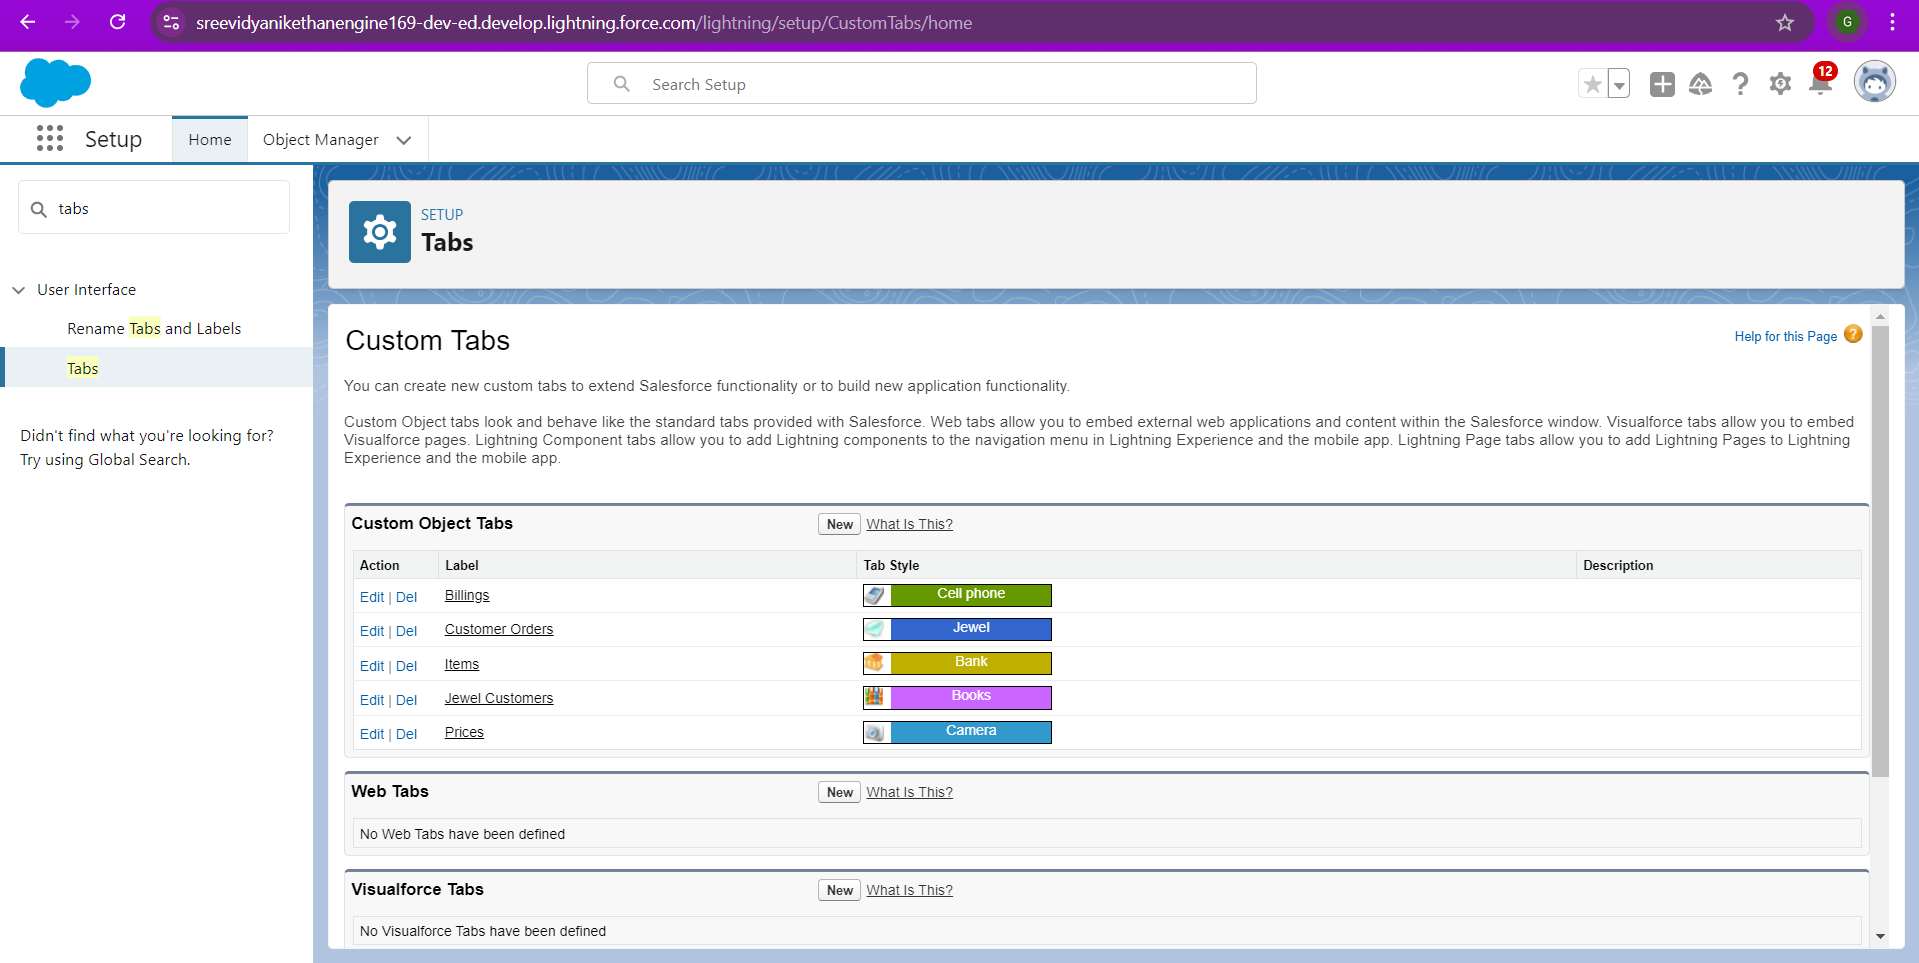 sreevidyanikethanengine169-dev-ed.develop.lightning.force.com/lightning/setup/CustomTabs/home
G
Search Setup
12
Setup
Home
Object Manager
tabs
User Interface
Rename Tabs and Labels
Tabs
Didn't find what you're looking for?
Try using Global Search.
SETUP
Tabs
Custom Tabs
Help for this Page ?
You can create new custom tabs to extend Salesforce functionality or to build new application functionality.
Custom Object tabs look and behave like the standard tabs provided with Salesforce. Web tabs allow you to embed external web applications and content within the Salesforce window. Visualforce tabs allow you to embed
Visualforce pages. Lightning Component tabs allow you to add Lightning components to the navigation menu in Lightning Experience and the mobile app. Lightning Page tabs allow you to add Lightning Pages to Lightning
Experience and the mobile app.
Custom Object Tabs New What Is This?
Action Label Tab Style Description
Edit | Del Billings Cell phone
Edit | Del Customer Orders Jewel
Edit | Del Items Bank
Edit | Del Jewel Customers Books
Edit | Del Prices Camera
Web Tabs New What Is This?
No Web Tabs have been defined
Visualforce Tabs New What Is This?
No Visualforce Tabs have been defined